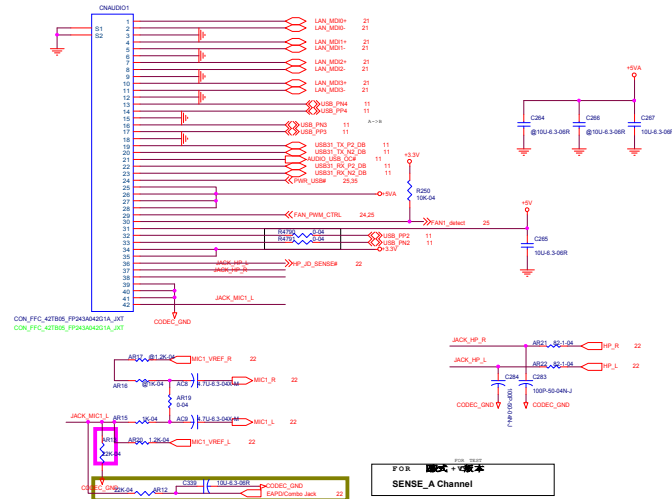 CNAUDIO1
S1
S2
1 LAN_MDI0+ 21
2 LAN_MDI0- 21
3
4 LAN_MDI1+ 21
5 LAN_MDI1- 21
6
7 LAN_MDI2+ 21
8 LAN_MDI2- 21
9
10 LAN_MDI3+ 21
11 LAN_MDI3- 21
12
13 USB_PN4 11
14 USB_PP4 11
15
16 USB_PN3 11
17 USB_PP3 11
18
19 USB31_TX_P2_DB 11
20 USB31_TX_N2_DB 11
21 AUDIO_USB_OC# 11
22 USB31_RX_P2_DB 11
23 USB31_RX_N2_DB 11
24 PWR_USB# 25,35
25
26 +5VA
27
28
29 FAN_PWM_CTRL 24,25
30 FAN1_detect 25
31
32 R4790 0-04 USB_PP2 11
33 R4791 0-04 USB_PN2 11
34 +3.3V
35
36 JACK_HP_L HP_JD_SENSE# 22
37 JACK_HP_R
38
39
40
41
42 JACK_MIC1_L
CODEC_GND
CON_FFC_42TB05_FP243A042G1A_JXT
CON_FFC_42TB05_FP243A042G1A_JXT
A-->B
+3.3V
R250
10K-04
+5VA
C264
@10U-6.3-06R
C266
@10U-6.3-06R
C267
10U-6.3-06R
+5V
C265
10U-6.3-06R
AR17 @1.2K-04 MIC1_VREF_R 22
AR16 @1K-04 AC8 4.7U-6.3-04X-M MIC1_R 22
AR19
0-04
JACK_MIC1_L AR15 1K-04 AC9 4.7U-6.3-04X-M MIC1_L 22
AR20 1.2K-04 MIC1_VREF_L 22
22K-04
CODEC_GND
C339 10U-6.3-06R CODEC_GND
22K-04 AR12 EAPD/Combo Jack 22
JACK_HP_R AR21 82-1-04 HP_R 22
JACK_HP_L AR22 82-1-04 HP_L 22
C284
100P-50-04N-J
C283
100P-50-04N-J
CODEC_GND CODEC_GND
FOR TEST
FOR
SENSE_A Channel